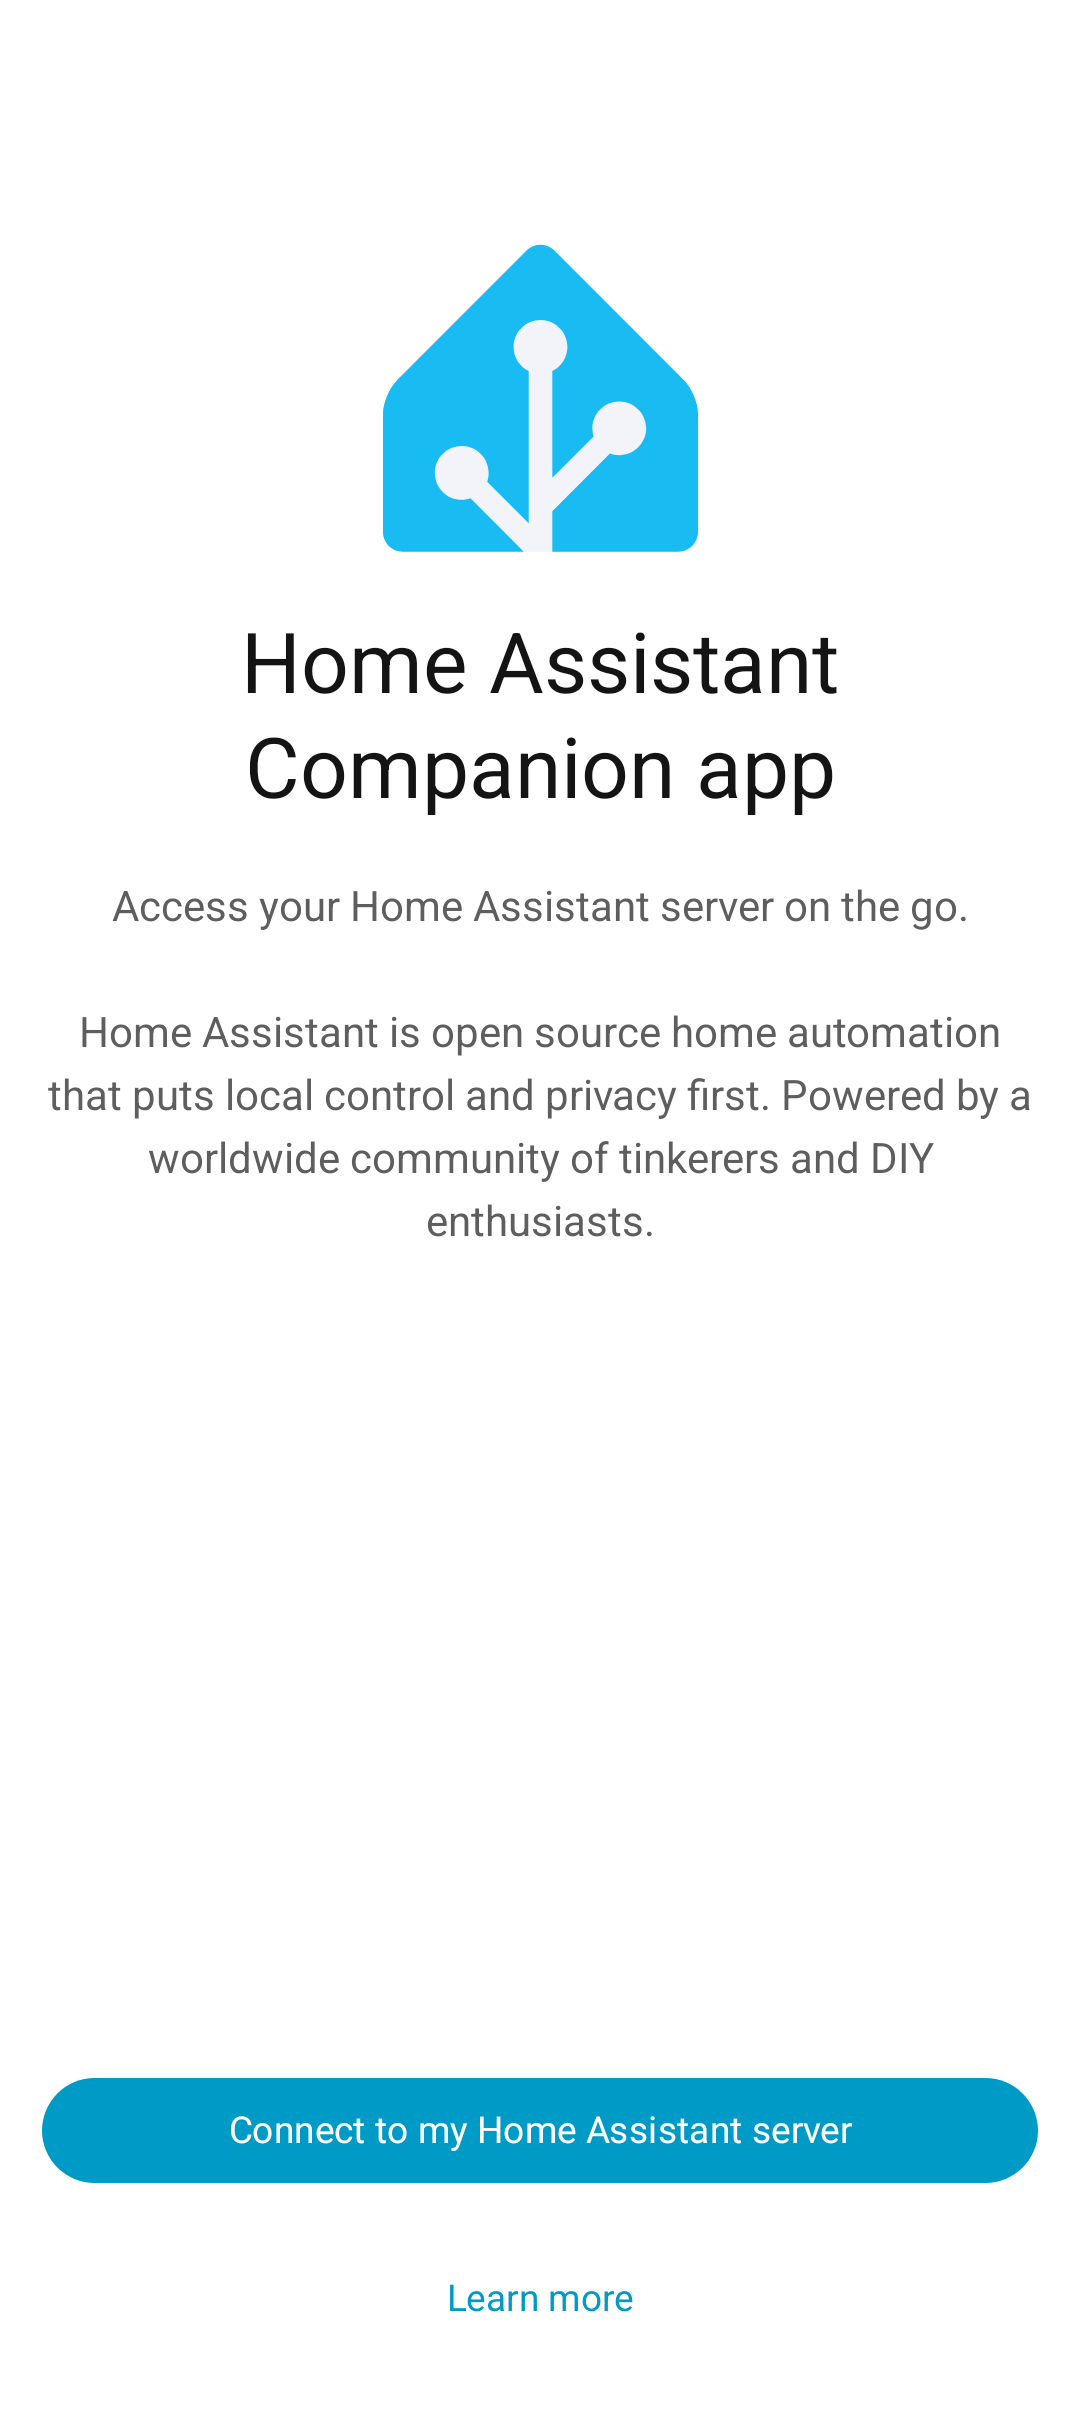 Home Assistant
Companion app
Access your Home Assistant server on the go.
Home Assistant is open source home automation
that puts local control and privacy first. Powered by a
worldwide community of tinkerers and DIY
enthusiasts.
Connect to my Home Assistant server
Learn more